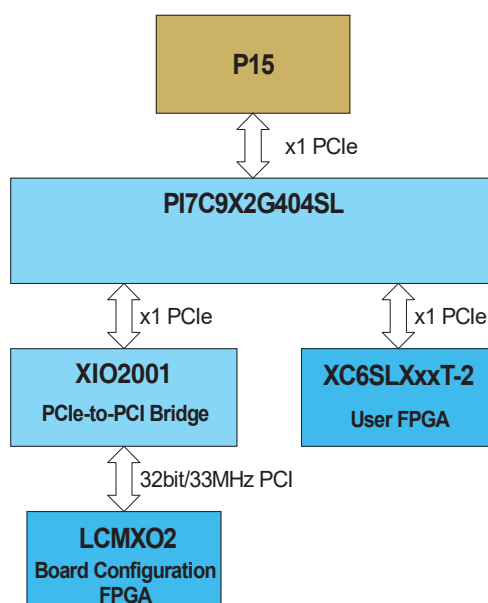 P15
x1 PCIe
PI7C9X2G404SL
x1 PCIe
x1 PCIe
XIO2001
PCIe-to-PCI Bridge
XC6SLXxxT-2
User FPGA
32bit/33MHz PCI
LCMXO2
Board Configuration
FPGA